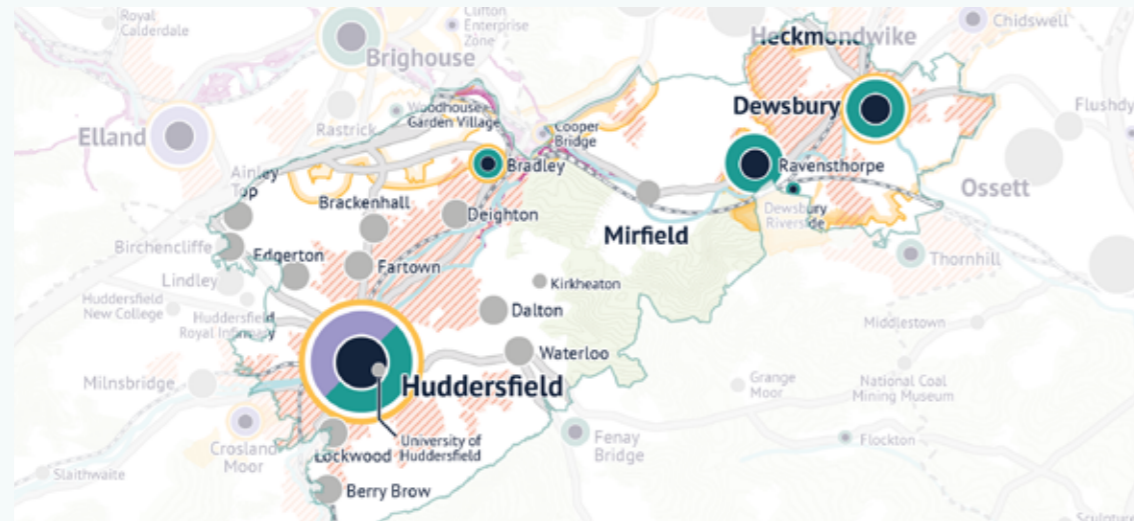 Royal
Calderdale
Clifton
Enterprise
Zone
Brighouse
Heckmondwike
Chidswell
Dewsbury
Flushdy
Woodhouse
Garden Village
Cooper
Bridge
Rastrick
Elland
Bradley
Ravensthorpe
Ossett
Ainley
Top
Brackenhall
Deighton
Dewsbury
Riverside
Mirfield
Birchencliffe
Edgerton
Fartown
Thornhill
Lindley
Kirkheaton
Huddersfield
New College
Huddersfield
Royal Infirmary
Dalton
Middlestown
Waterloo
Milnsbridge
Huddersfield
Grange
Moor
National Coal
Mining Museum
Crosland
Moor
University of
Huddersfield
Fenay
Bridge
Flockton
Lockwood
Slaithwaite
Berry Brow
Sculpture